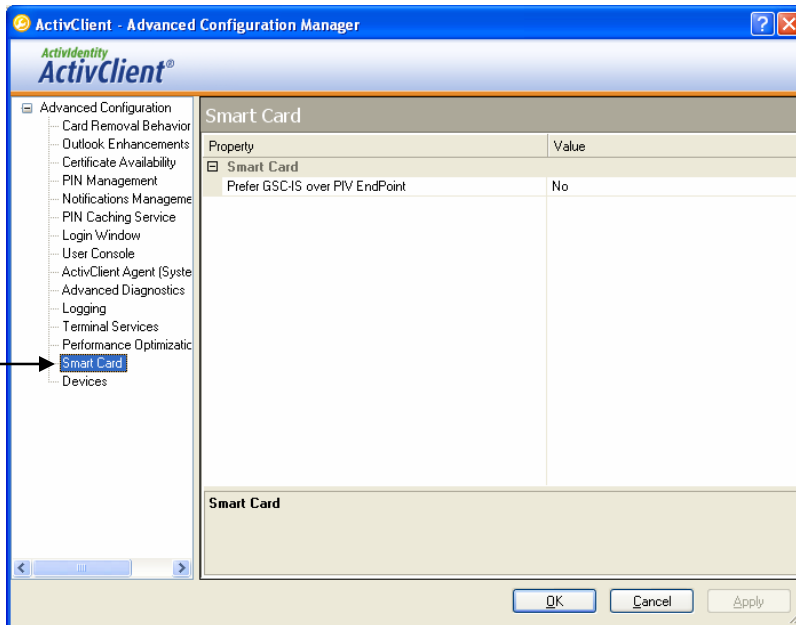 ActivClient - Advanced Configuration Manager
ActivIdentity
ActivClient®
Advanced Configuration
Card Removal Behavior
Outlook Enhancements
Certificate Availability
PIN Management
Notifications Manageme
PIN Caching Service
Login Window
User Console
ActivClient Agent (Syste
Advanced Diagnostics
Logging
Terminal Services
Performance Optimizatic
Smart Card
Devices
Smart Card
Property Value
Smart Card
Prefer GSC-IS over PIV EndPoint No
Smart Card
OK Cancel Apply